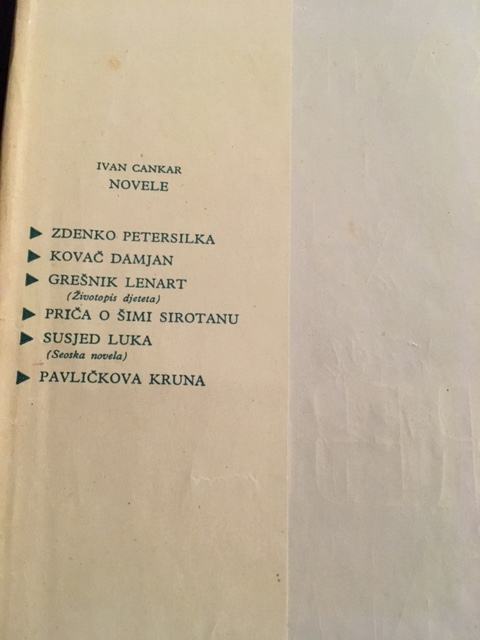 IVAN CANKAR
NOVELE
▶ ZDENKO PETERSILKA
▶ KOVAČ DAMJAN
▶ GREŠNIK LENART
(Životopis djeteta)
▶ PRIČA O ŠIMI SIROTANU
▶ SUSJED LUKA
(Seoska novela)
▶ PAVLIČKOVA KRUNA